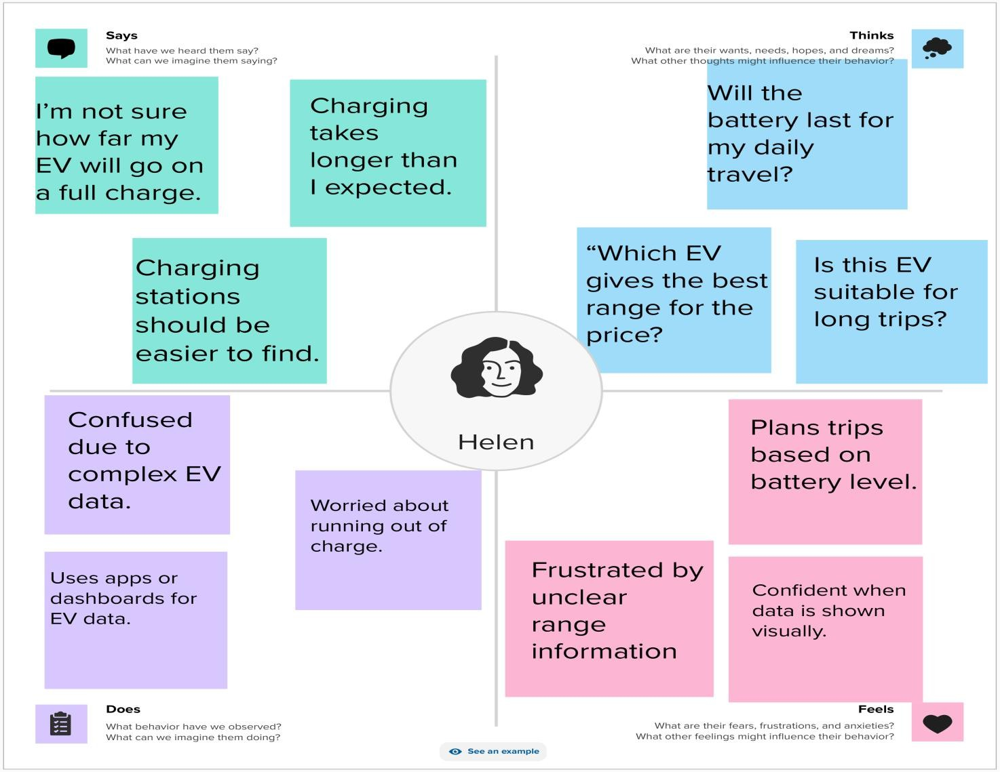 Says
What have we heard them say?
What can we imagine them saying?
I’m not sure
how far my
EV will go on
a full charge.
Charging
takes
longer than
I expected.
Charging
stations
should be
easier to find.
Thinks
What are their wants, needs, hopes, and dreams?
What other thoughts might influence their behavior?
Will the
battery last for
my daily
travel?
“Which EV
gives the best
range for the
price?
Is this EV
suitable for
long trips?
Helen
Confused
due to
complex EV
data.
Worried about
running out of
charge.
Uses apps or
dashboards for
EV data.
Does
What behavior have we observed?
What can we imagine them doing?
Plans trips
based on
battery level.
Frustrated by
unclear
range
information
Confident when
data is shown
visually.
Feels
What are their fears, frustrations, and anxieties?
What other feelings might influence their behavior?
See an example